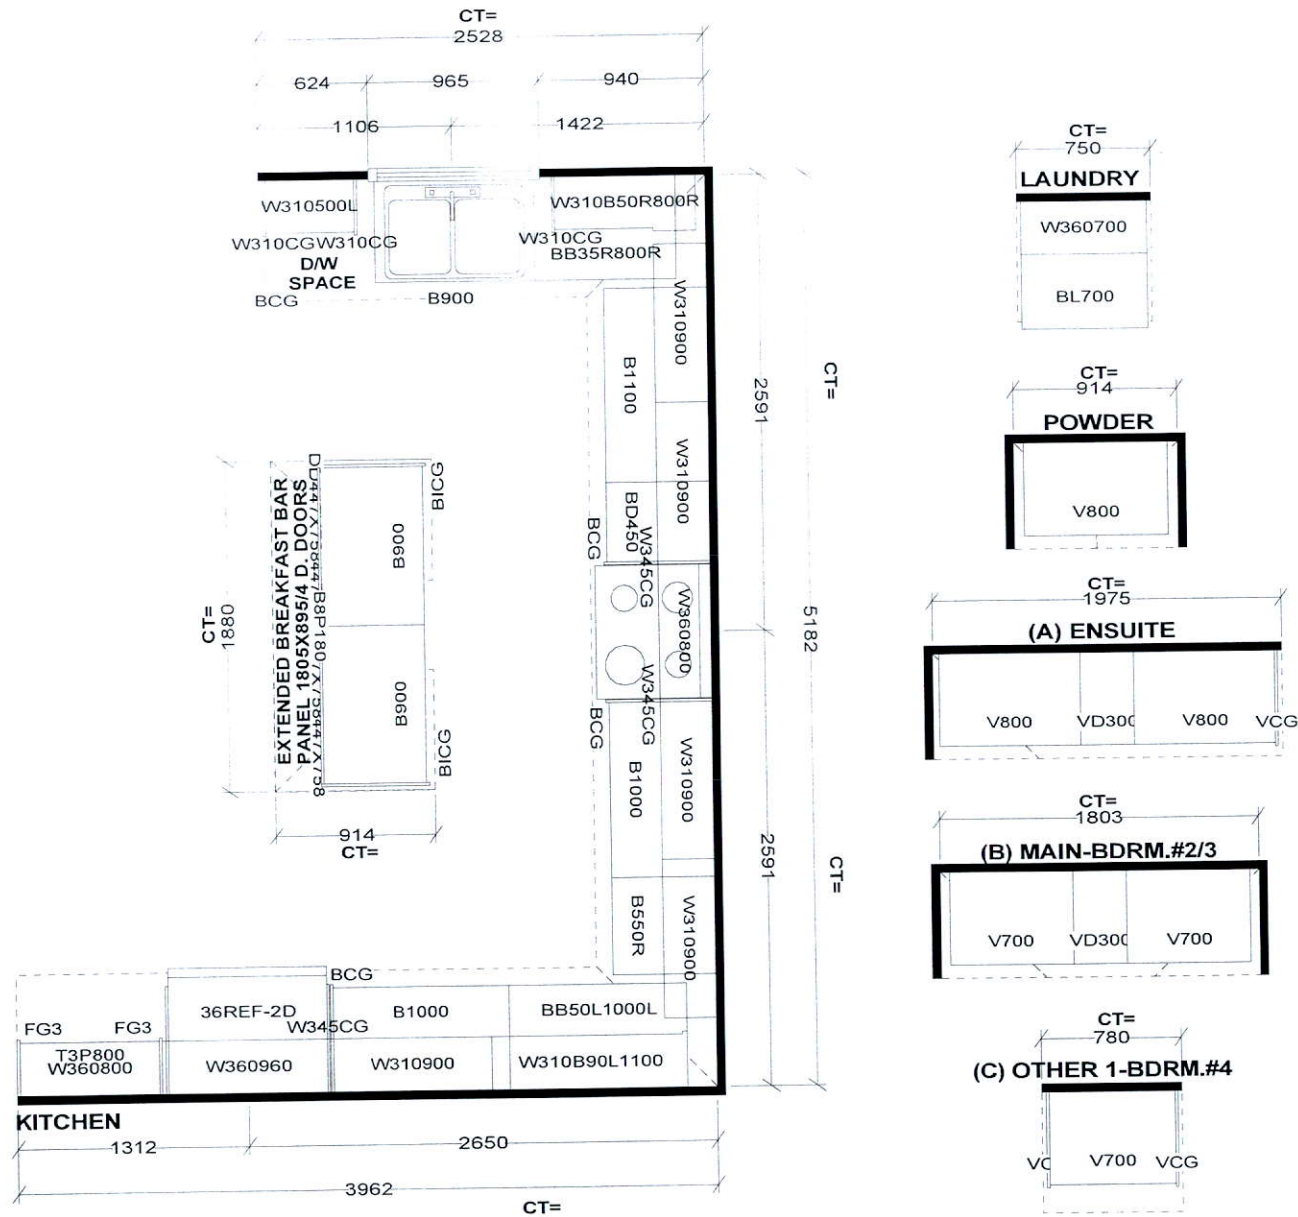 CT=
2528
624 965 940
1106 1422
W310500L
W310CGW310CG
D/W
SPACE
BCG
B900
W310CG
W310B50R800R
BB35R800R
W310900
B1100
W310900
BD450
BCG
W345CG
W360800
W345CG
BCG
B1000
W310900
B550R
W310900
2591
CT=
5182
2591
CT=
CT=
1880
EXTENDED BREAKFAST BAR
PANEL 1805X895/4 D. DOORS
B900
B900
BICG
BICG
914
CT=
BCG
36REF-2D
W345CG
B1000
BB50L1000L
FG3 FG3
T3P800
W360800
W360960
W310900
W310B90L1100
KITCHEN
1312 2650
3962
CT=
CT=
750
LAUNDRY
W360700
BL700
CT=
914
POWDER
V800
CT=
1975
(A) ENSUITE
V800 VD300 V800 VCG
CT=
1803
(B) MAIN-BDRM.#2/3
V700 VD300 V700
CT=
780
(C) OTHER 1-BDRM.#4
V700 VCG